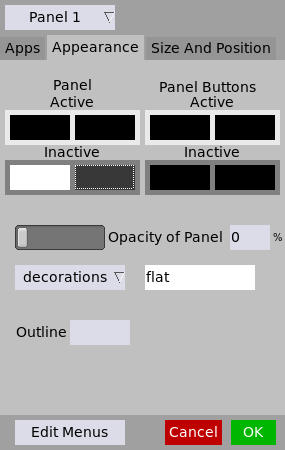 Panel 1
Apps Appearance Size And Position
Panel
Active
Panel Buttons
Active
Inactive
Inactive
Opacity of Panel 0 %
decorations flat
Outline
Edit Menus Cancel OK